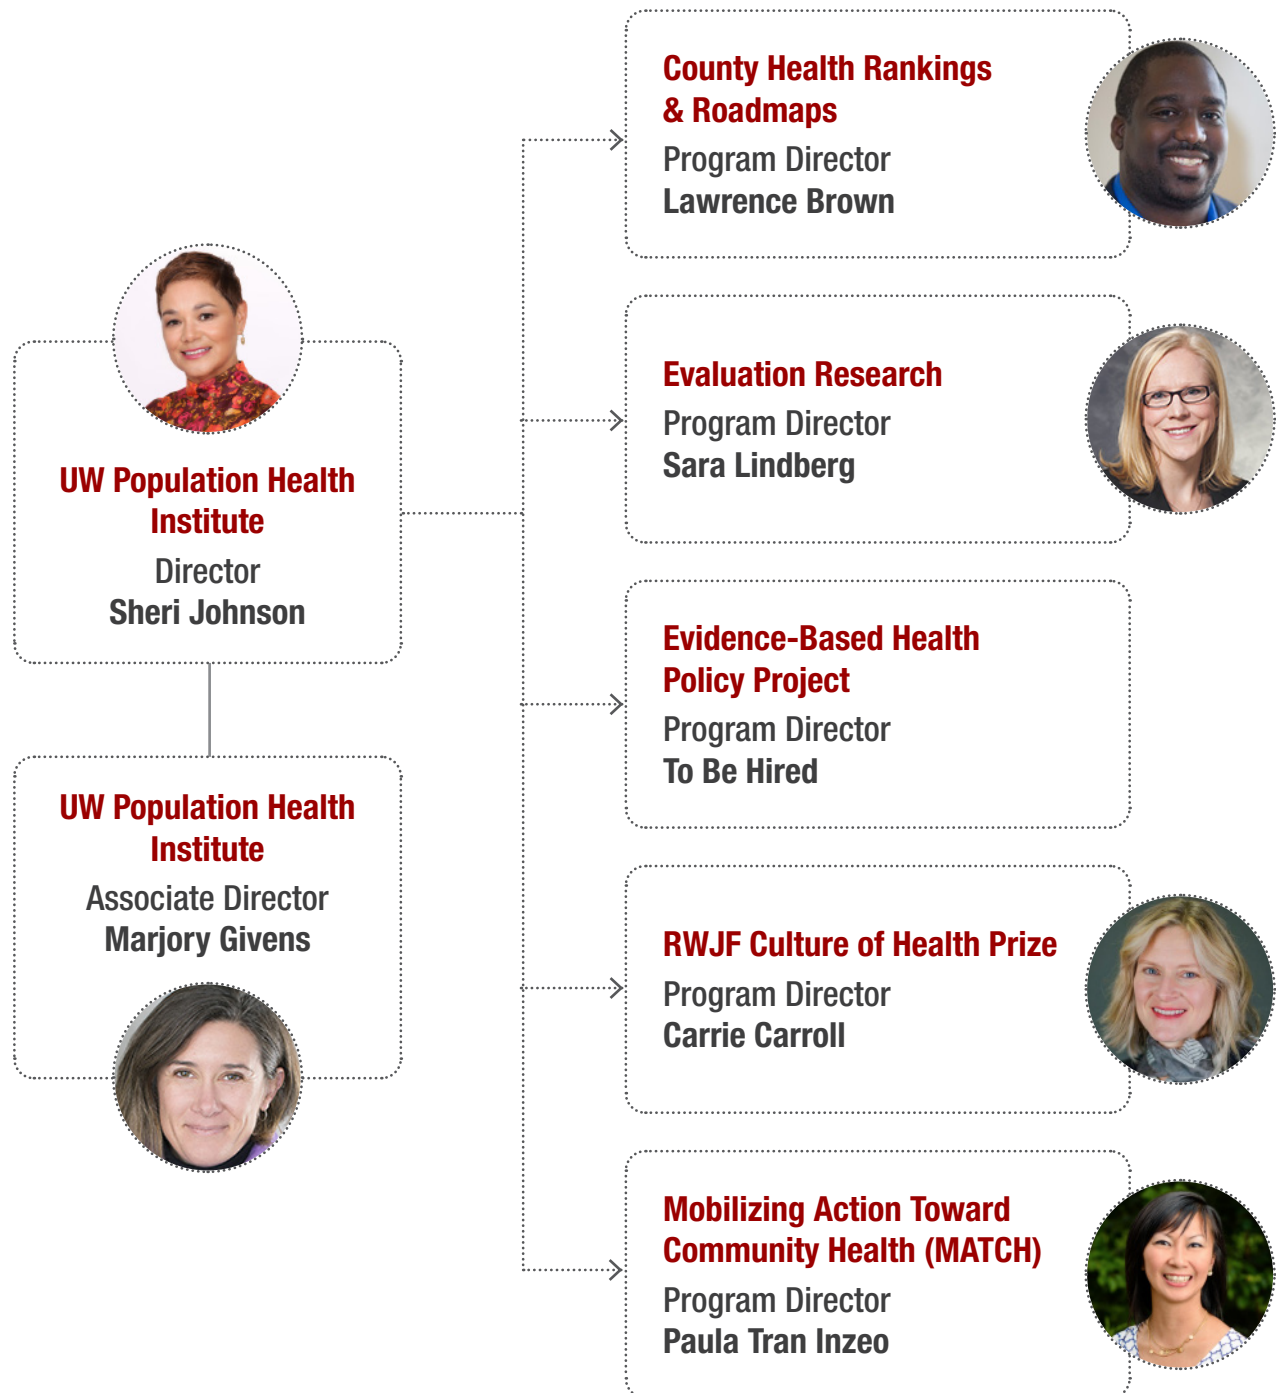 UW Population Health
Institute
Director
Sheri Johnson
UW Population Health
Institute
Associate Director
Marjory Givens
County Health Rankings
& Roadmaps
Program Director
Lawrence Brown
Evaluation Research
Program Director
Sara Lindberg
Evidence-Based Health
Policy Project
Program Director
To Be Hired
RWJF Culture of Health Prize
Program Director
Carrie Carroll
Mobilizing Action Toward
Community Health (MATCH)
Program Director
Paula Tran Inzeo